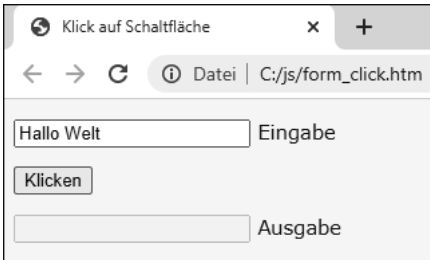 Klick auf Schaltfläche
Datei C:/js/form_click.htm
Hallo Welt Eingabe
Klicken
Ausgabe